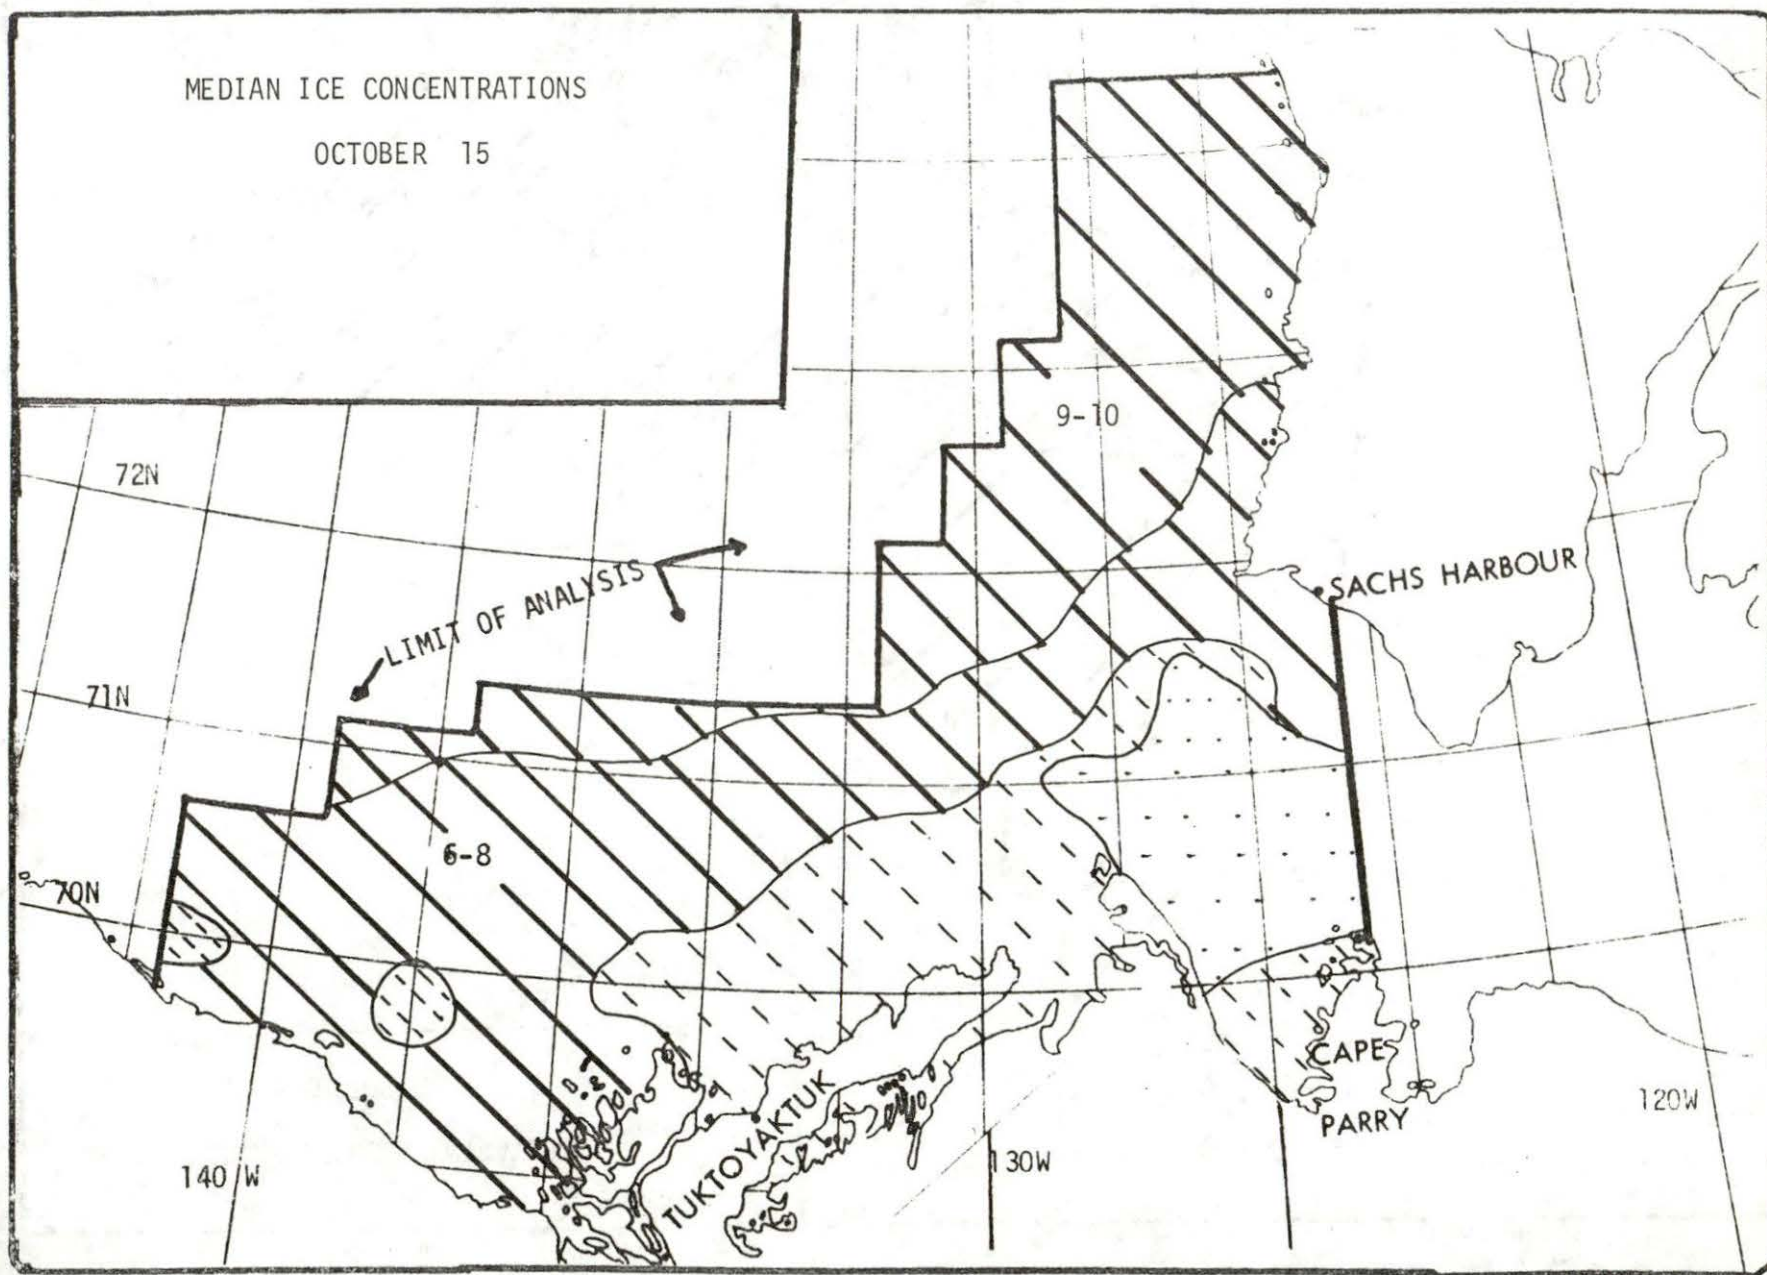 MEDIAN ICE CONCENTRATIONS
OCTOBER 15
9-10
72N
LIMIT OF ANALYSIS
SACHS HARBOUR
71N
6-8
70N
CAPE
PARRY
120W
TUKTOYAKTUK
140 W
130W